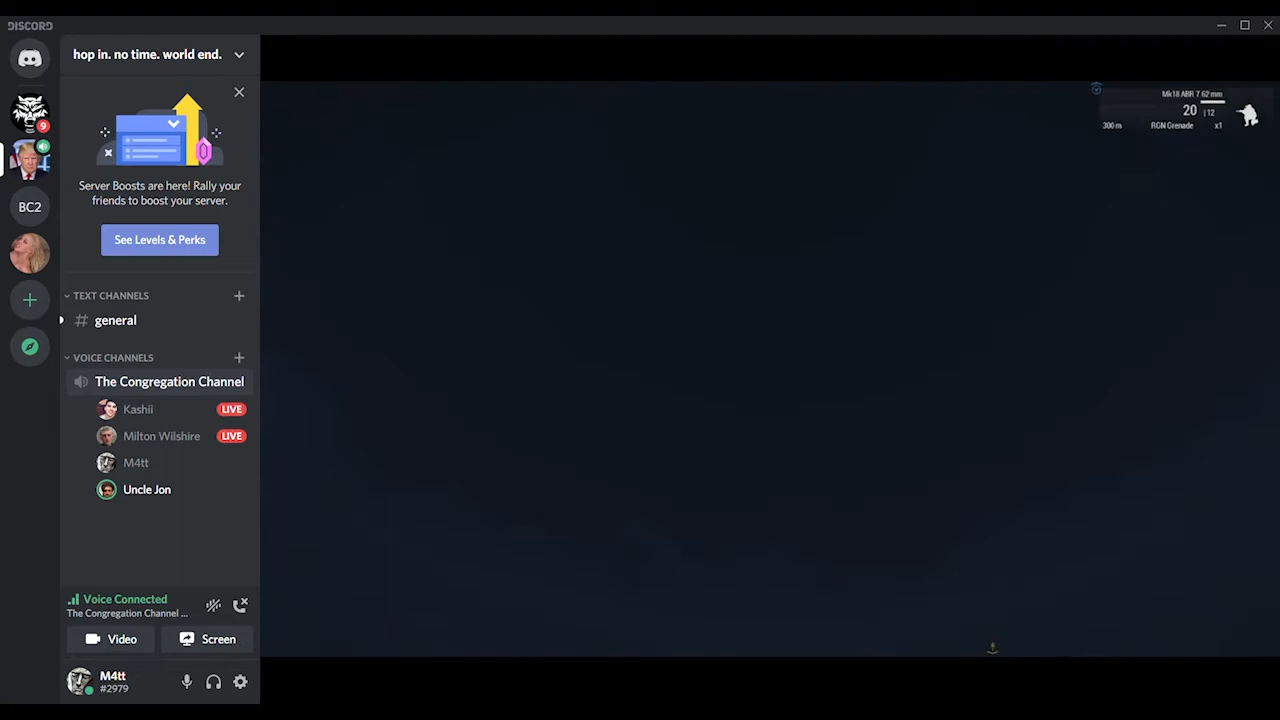 DISCORD
hop in. no time. world end.
9
BC2
Server Boosts are here! Rally your
friends to boost your server.
See Levels & Perks
TEXT CHANNELS
# general
VOICE CHANNELS
The Congregation Channel
Kashii LIVE
Milton Wilshire LIVE
M4tt
Uncle Jon
Voice Connected
The Congregation Channel ...
Video Screen
M4tt
#2979
Mk18 ABR 7.62 mm
20 | 12
300 m RGN Grenade x1